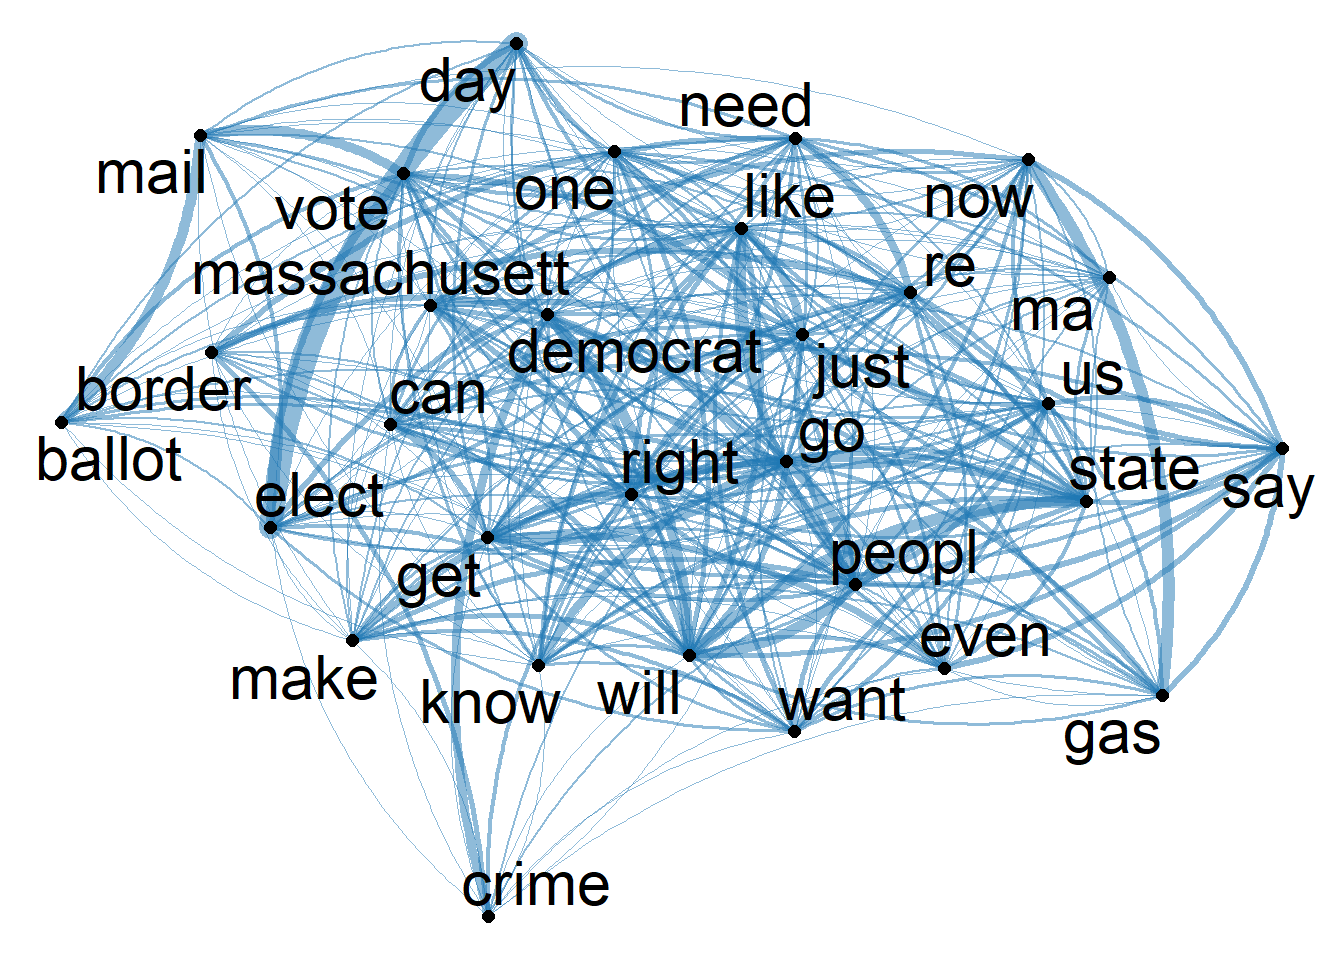 day
need
mail
one
like
now
vote
massachusett
re
ma
democrat
just
us
border
can
go
ballot
right
state
say
elect
get
peopl
even
make
know
will
want
gas
crime